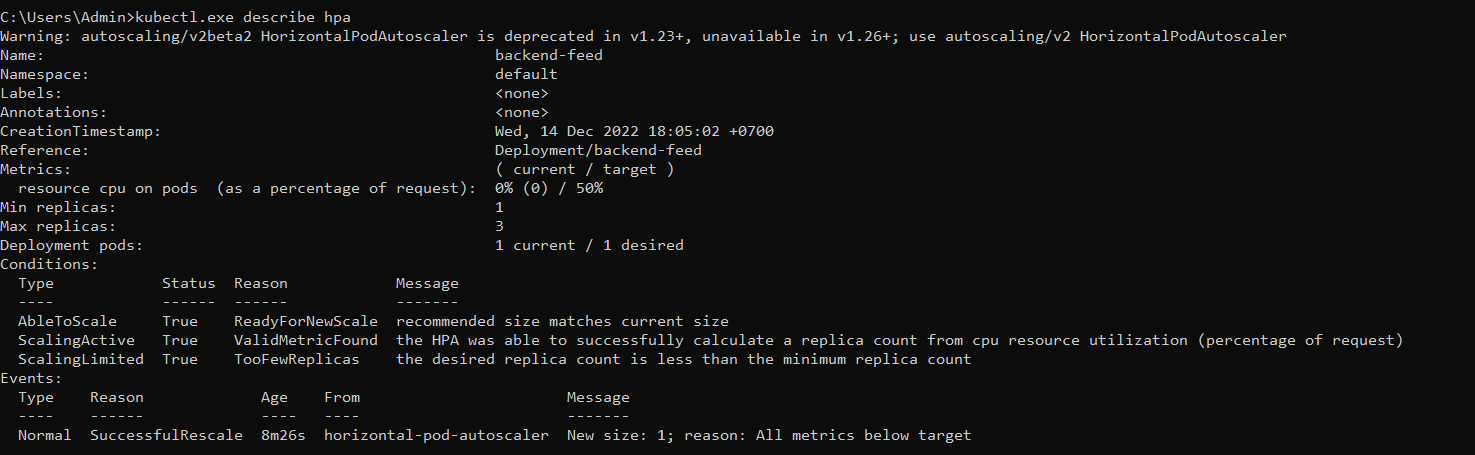 C:\Users\Admin>kubectl.exe describe hpa
Warning: autoscaling/v2beta2 HorizontalPodAutoscaler is deprecated in v1.23+, unavailable in v1.26+; use autoscaling/v2 HorizontalPodAutoscaler
Name:                                                  backend-feed
Namespace:                                             default
Labels:                                                <none>
Annotations:                                           <none>
CreationTimestamp:                                     Wed, 14 Dec 2022 18:05:02 +0700
Reference:                                             Deployment/backend-feed
Metrics:                                               ( current / target )
  resource cpu on pods  (as a percentage of request):  0% (0) / 50%
Min replicas:                                          1
Max replicas:                                          3
Deployment pods:                                       1 current / 1 desired
Conditions:
  Type            Status  Reason            Message
  ----            ------  ------            -------
  AbleToScale     True    ReadyForNewScale  recommended size matches current size
  ScalingActive   True    ValidMetricFound  the HPA was able to successfully calculate a replica count from cpu resource utilization (percentage of request)
  ScalingLimited  True    TooFewReplicas    the desired replica count is less than the minimum replica count
Events:
  Type    Reason             Age    From                       Message
  ----    ------             ----   ----                       -------
  Normal  SuccessfulRescale  8m26s  horizontal-pod-autoscaler  New size: 1; reason: All metrics below target